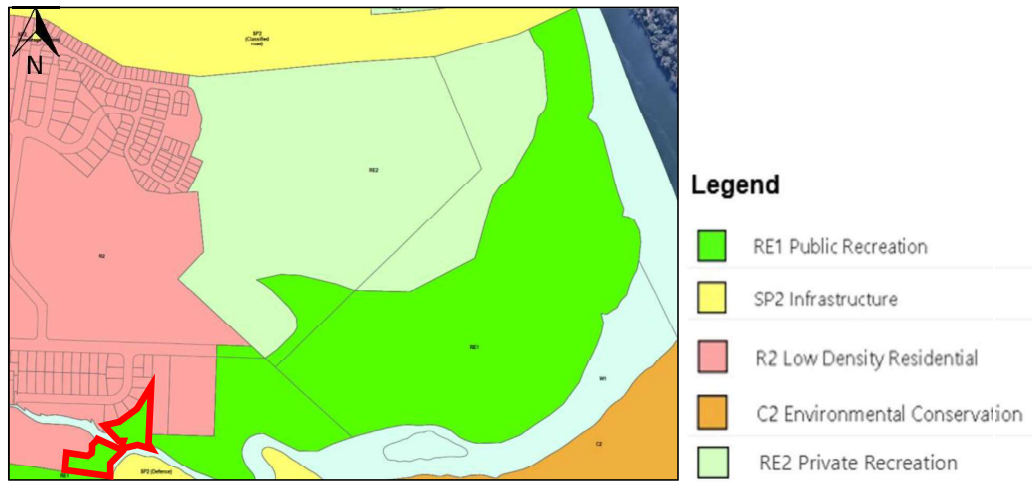 SP2
(Classified
road)
N
RE2
R2
RE1
W1
C2
SP2 (Defence)
RE1
Legend
RE1 Public Recreation
SP2 Infrastructure
R2 Low Density Residential
C2 Environmental Conservation
RE2 Private Recreation